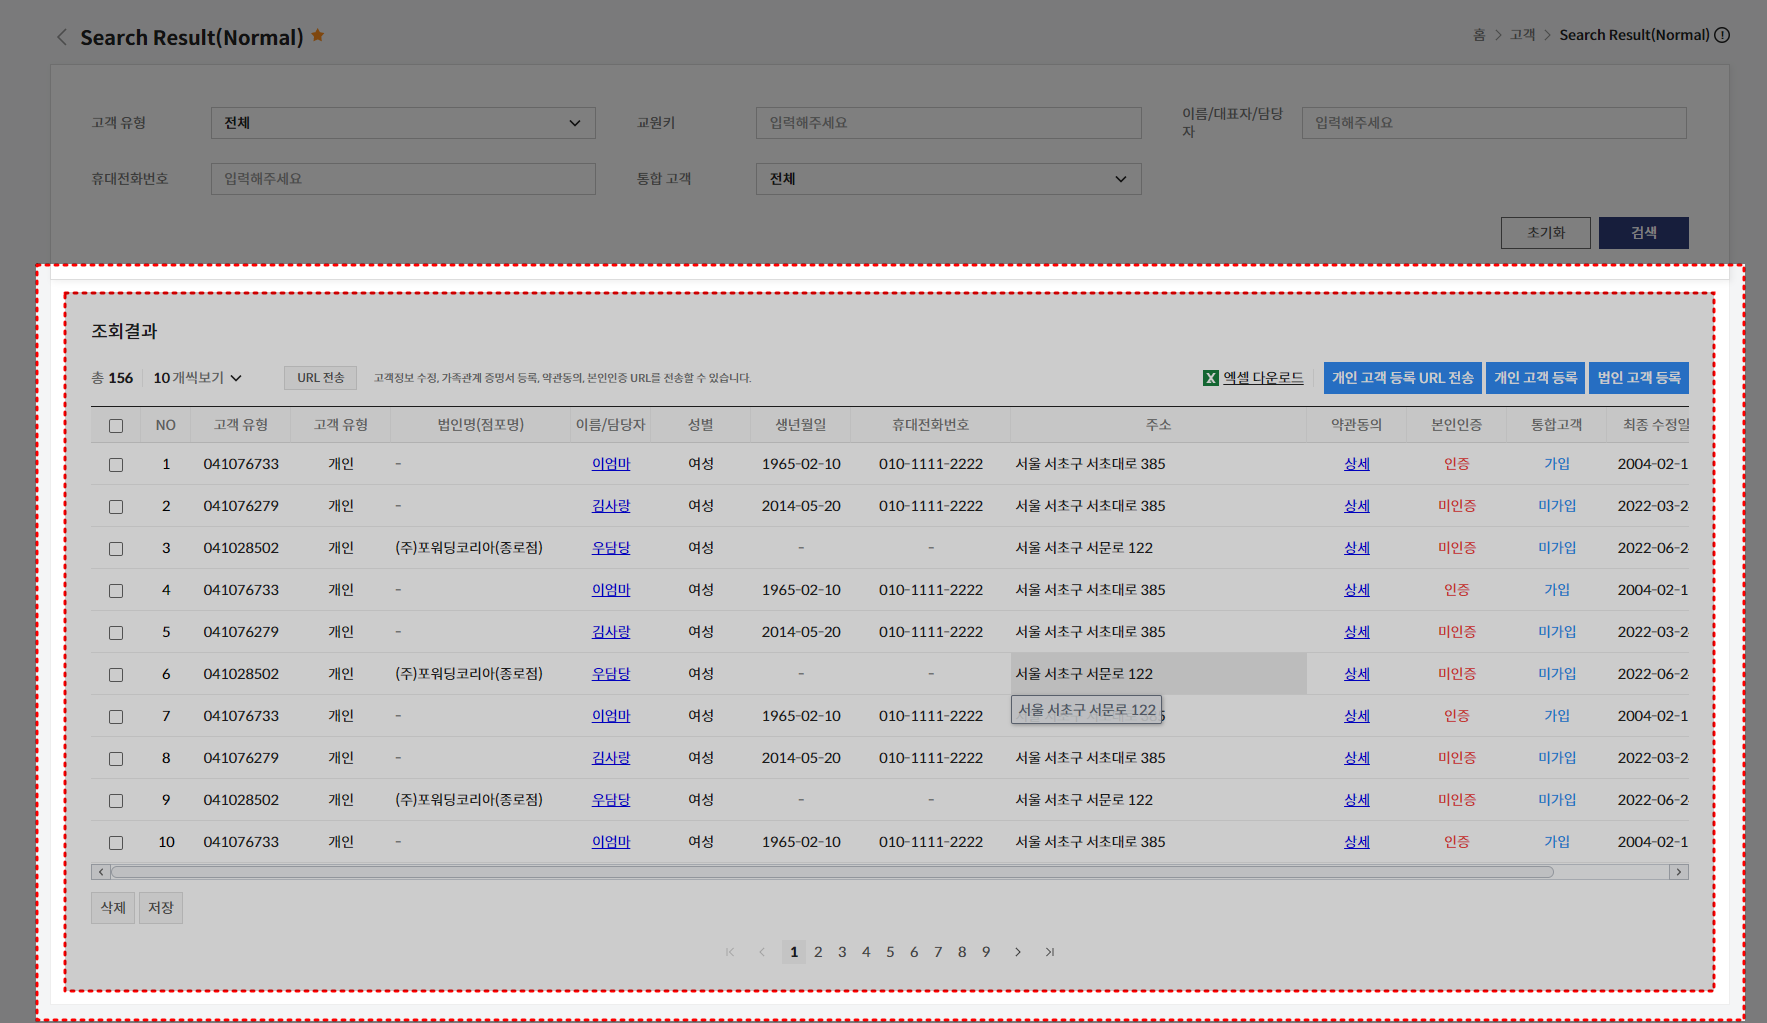 Search Result(Normal)
홈 > 고객 > Search Result(Normal)
고객 유형 전체 교원키 입력해주세요 이름/대표자/담당자 입력해주세요
휴대전화번호 입력해주세요 통합 고객 전체
초기화 검색
조회결과
총 156 10 개씩보기 URL 전송 고객정보 수정, 가족관계 증명서 등록, 약관동의, 본인인증 URL를 전송할 수 있습니다. 엑셀 다운로드 개인 고객 등록 URL 전송 개인 고객 등록 법인 고객 등록
NO 고객 유형 고객 유형 법인명(점포명) 이름/담당자 성별 생년월일 휴대전화번호 주소 약관동의 본인인증 통합고객 최종 수정일
1 041076733 개인 - 이엄마 여성 1965-02-10 010-1111-2222 서울 서초구 서초대로 385 상세 인증 가입 2004-02-1
2 041076279 개인 - 김사랑 여성 2014-05-20 010-1111-2222 서울 서초구 서초대로 385 상세 미인증 미가입 2022-03-2
3 041028502 개인 (주)포워딩코리아(종로점) 우담당 여성 - - 서울 서초구 서문로 122 상세 미인증 미가입 2022-06-2
4 041076733 개인 - 이엄마 여성 1965-02-10 010-1111-2222 서울 서초구 서초대로 385 상세 인증 가입 2004-02-1
5 041076279 개인 - 김사랑 여성 2014-05-20 010-1111-2222 서울 서초구 서초대로 385 상세 미인증 미가입 2022-03-2
6 041028502 개인 (주)포워딩코리아(종로점) 우담당 여성 - - 서울 서초구 서문로 122 상세 미인증 미가입 2022-06-2
서울 서초구 서문로 122
7 041076733 개인 - 이엄마 여성 1965-02-10 010-1111-2222 상세 인증 가입 2004-02-1
8 041076279 개인 - 김사랑 여성 2014-05-20 010-1111-2222 서울 서초구 서초대로 385 상세 미인증 미가입 2022-03-2
9 041028502 개인 (주)포워딩코리아(종로점) 우담당 여성 - - 서울 서초구 서문로 122 상세 미인증 미가입 2022-06-2
10 041076733 개인 - 이엄마 여성 1965-02-10 010-1111-2222 서울 서초구 서초대로 385 상세 인증 가입 2004-02-1
삭제 저장
1 2 3 4 5 6 7 8 9